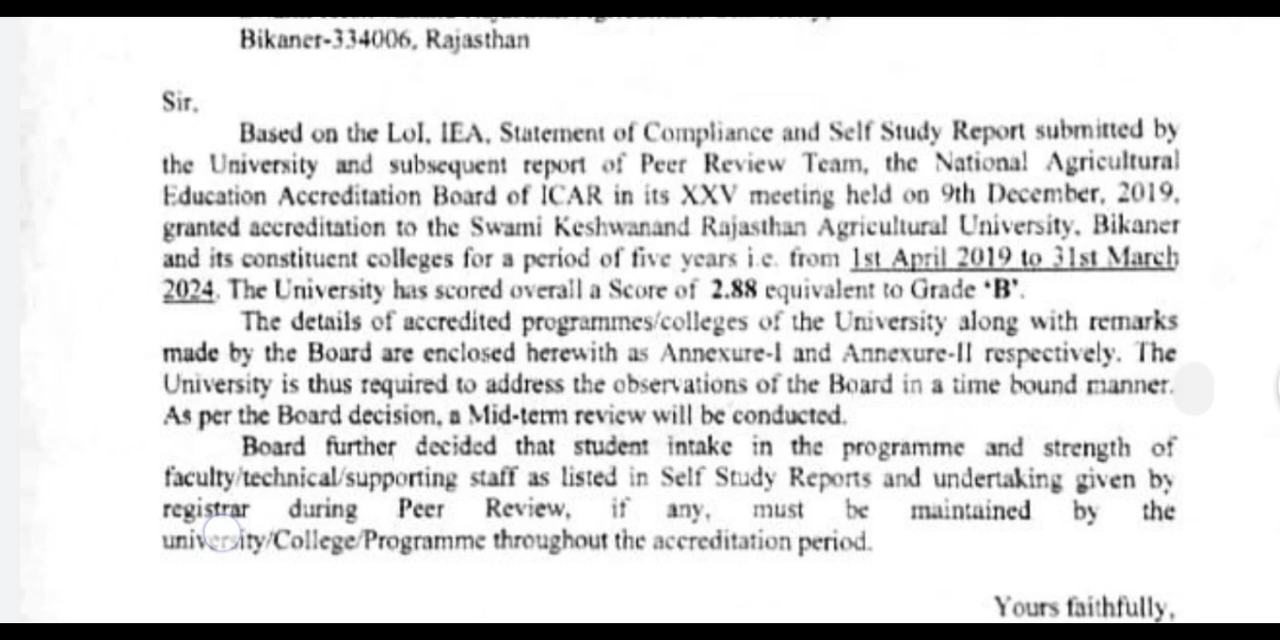 Bikaner-334006, Rajasthan
Sir,
Based on the LoI, IEA, Statement of Compliance and Self Study Report submitted by
the University and subsequent report of Peer Review Team, the National Agricultural
Education Accreditation Board of ICAR in its XXV meeting held on 9th December, 2019,
granted accreditation to the Swami Keshwanand Rajasthan Agricultural University, Bikaner
and its constituent colleges for a period of five years i.e. from 1st April 2019 to 31st March
2024. The University has scored overall a Score of 2.88 equivalent to Grade ‘B’.
The details of accredited programmes/colleges of the University along with remarks
made by the Board are enclosed herewith as Annexure-I and Annexure-II respectively. The
University is thus required to address the observations of the Board in a time bound manner.
As per the Board decision, a Mid-term review will be conducted.
Board further decided that student intake in the programme and strength of
faculty/technical/supporting staff as listed in Self Study Reports and undertaking given by
registrar during Peer Review, if any, must be maintained by the
university/College/Programme throughout the accreditation period.
Yours faithfully,